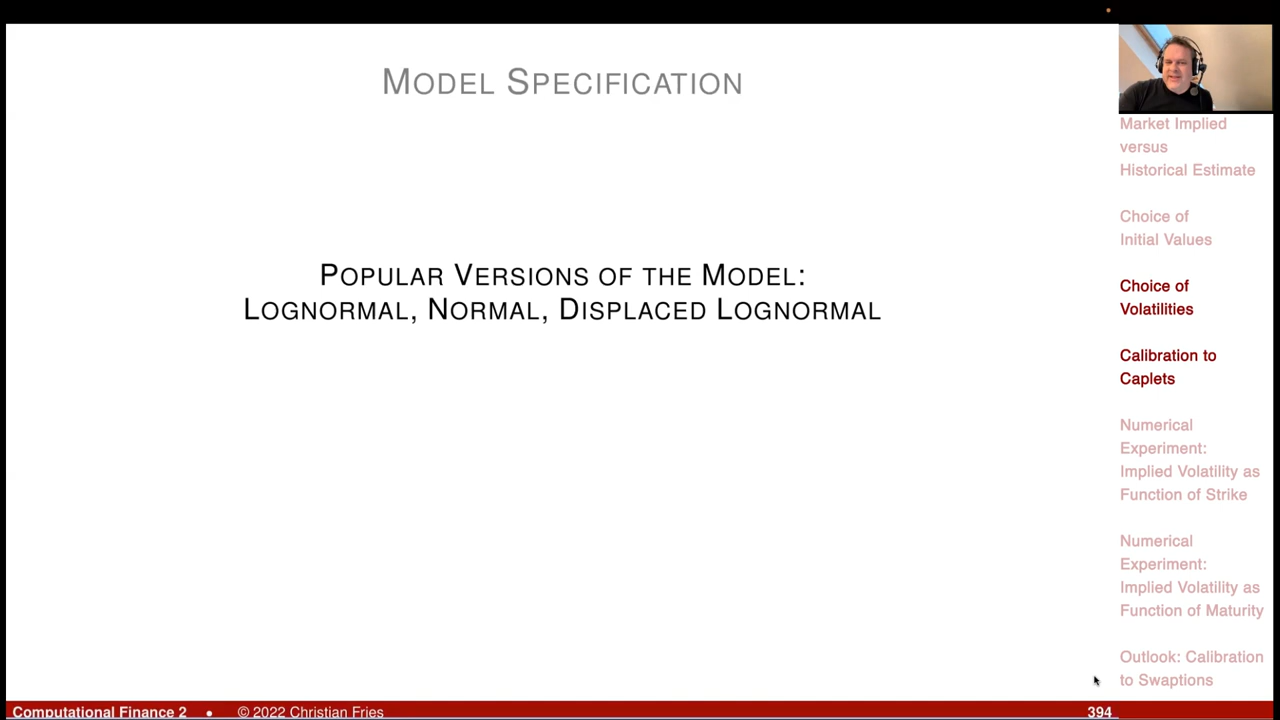 MODEL SPECIFICATION
POPULAR VERSIONS OF THE MODEL:
LOGNORMAL, NORMAL, DISPLACED LOGNORMAL
Market Implied
versus
Historical Estimate
Choice of
Initial Values
Choice of
Volatilities
Calibration to
Caplets
Numerical
Experiment:
Implied Volatility as
Function of Strike
Numerical
Experiment:
Implied Volatility as
Function of Maturity
Outlook: Calibration
to Swaptions
Computational Finance 2 • © 2022 Christian Fries 394